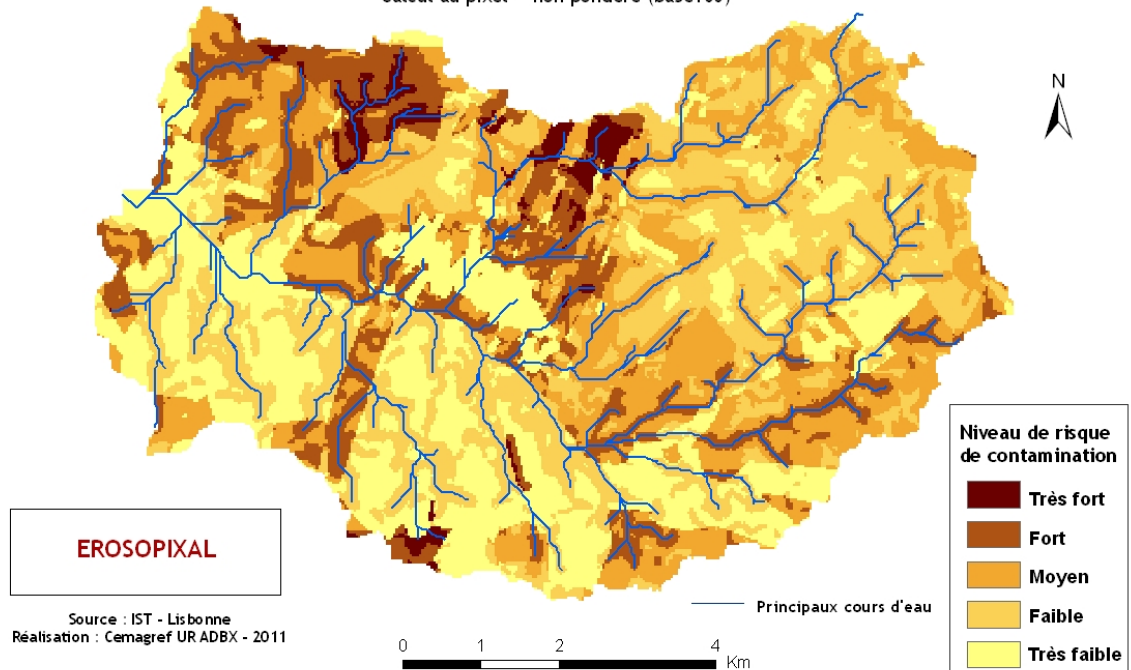 N
Niveau de risque
de contamination
Très fort
Fort
Moyen
Faible
Très faible
EROSOPIXAL
Source : IST - Lisbonne
Réalisation : Cemagref UR ADBX - 2011
Principaux cours d'eau
0 1 2 4
Km